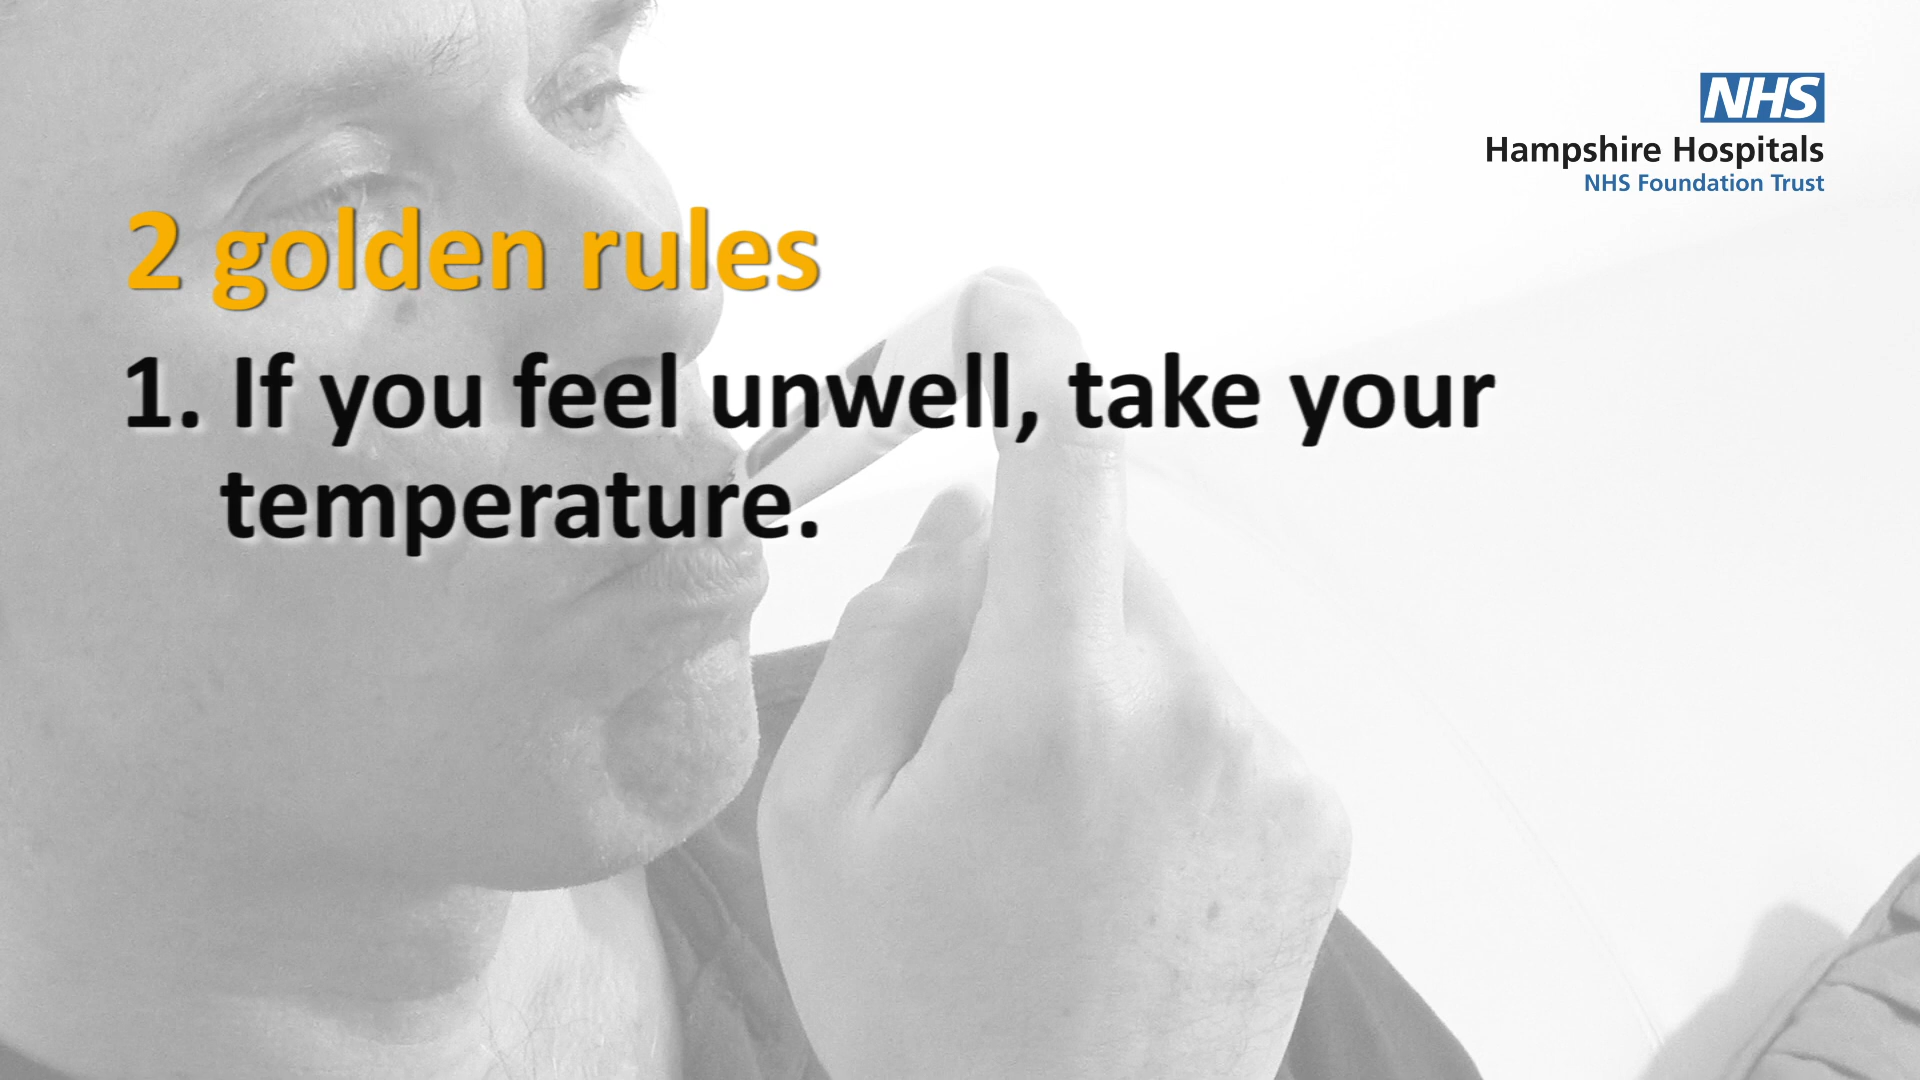 NHS
Hampshire Hospitals
NHS Foundation Trust
2 golden rules
1. If you feel unwell, take your
temperature.